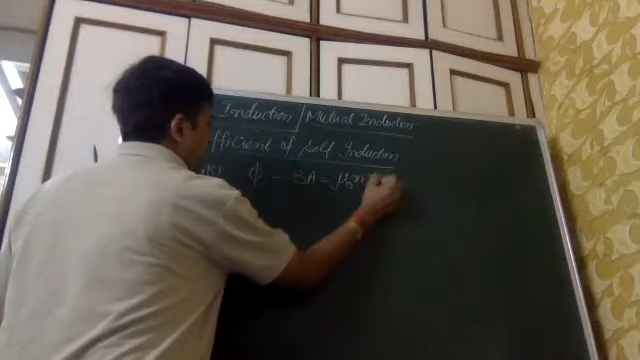 Induction / Mutual Induction
fficient of Self Induction
φ = BA = μ₀n